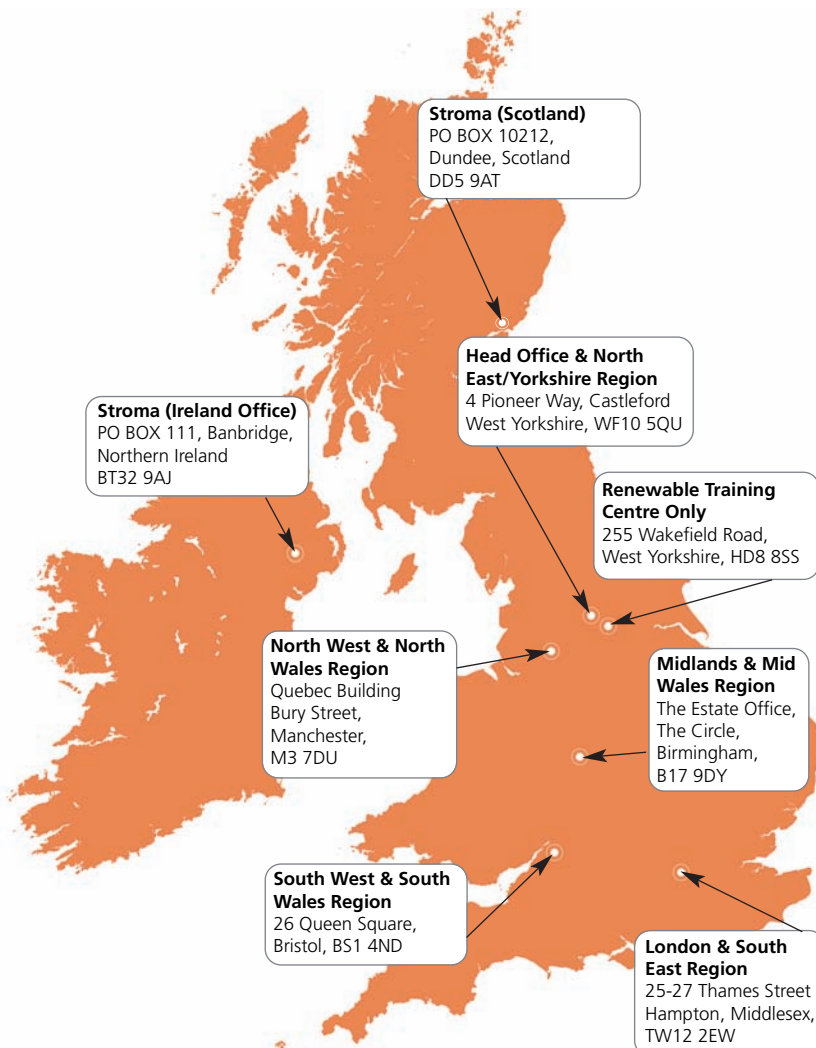 Stroma (Scotland)
PO BOX 10212,
Dundee, Scotland
DD5 9AT
Head Office & North
East/Yorkshire Region
4 Pioneer Way, Castleford
West Yorkshire, WF10 5QU
Stroma (Ireland Office)
PO BOX 111, Banbridge,
Northern Ireland
BT32 9AJ
Renewable Training
Centre Only
255 Wakefield Road,
West Yorkshire, HD8 8SS
North West & North
Wales Region
Quebec Building
Bury Street,
Manchester,
M3 7DU
Midlands & Mid
Wales Region
The Estate Office,
The Circle,
Birmingham,
B17 9DY
South West & South
Wales Region
26 Queen Square,
Bristol, BS1 4ND
London & South
East Region
25-27 Thames Street
Hampton, Middlesex,
TW12 2EW